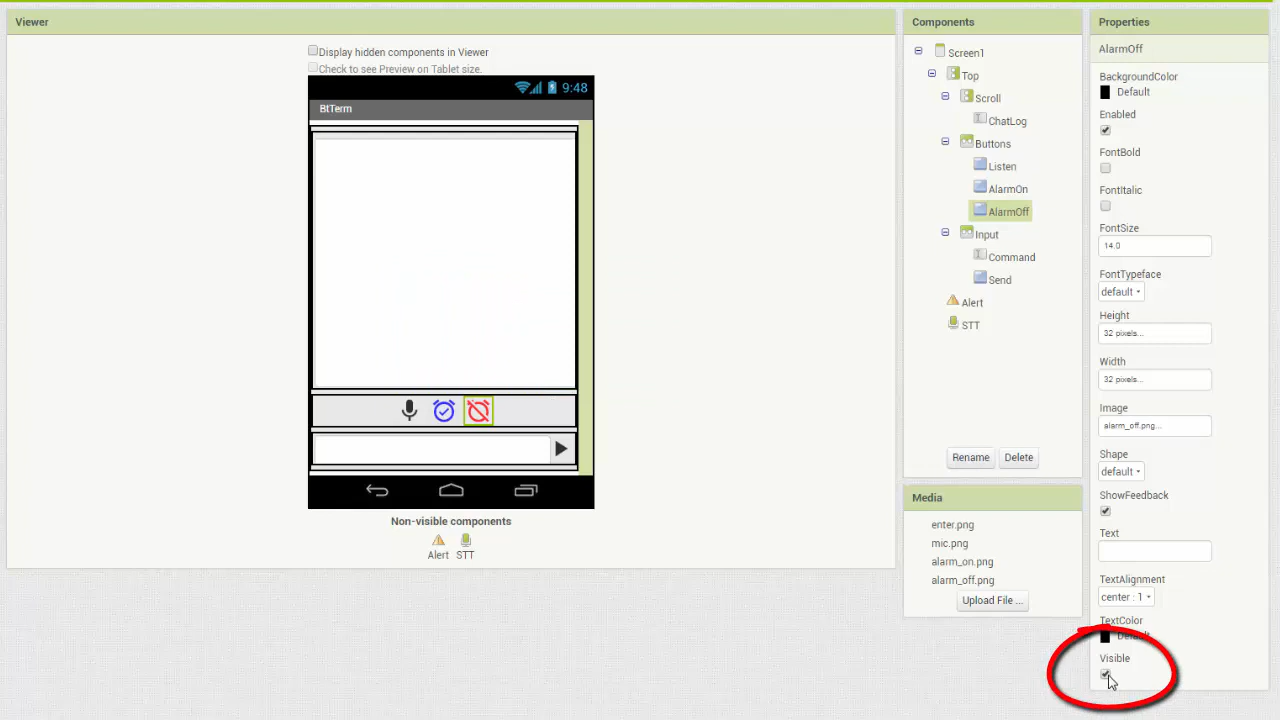 Viewer
Display hidden components in Viewer
Check to see Preview on Tablet size.
9:48
BtTerm
Non-visible components
Alert STT
Components
Screen1
Top
Scroll
ChatLog
Buttons
Listen
AlarmOn
AlarmOff
Input
Command
Send
Alert
STT
Rename Delete
Media
enter.png
mic.png
alarm_on.png
alarm_off.png
Upload File ...
Properties
AlarmOff
BackgroundColor
Default
Enabled
FontBold
FontItalic
FontSize
14.0
FontTypeface
default
Height
32 pixels...
Width
32 pixels...
Image
alarm_off.png...
Shape
default
ShowFeedback
Text
TextAlignment
center : 1
TextColor
Default
Visible